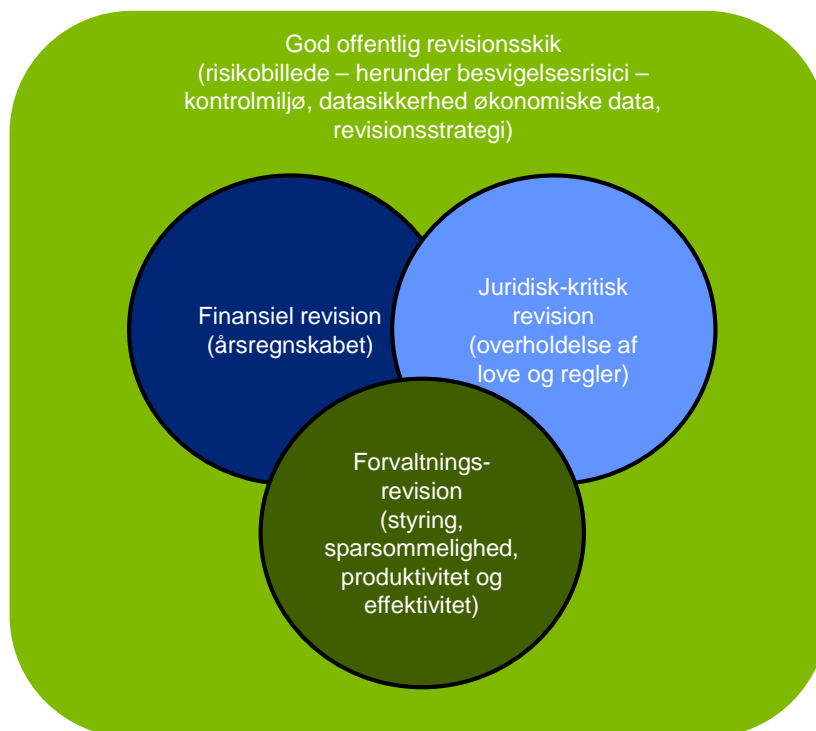 God offentlig revisionsskik
(risikobillede – herunder besvigelsesrisici –
kontrolmiljø, datasikkerhed økonomiske data,
revisionsstrategi)
Finansiel revision
(årsregnskabet)
Juridisk-kritisk
revision
(overholdelse af
love og regler)
Forvaltnings-
revision
(styring,
sparsommelighed,
produktivitet og
effektivitet)